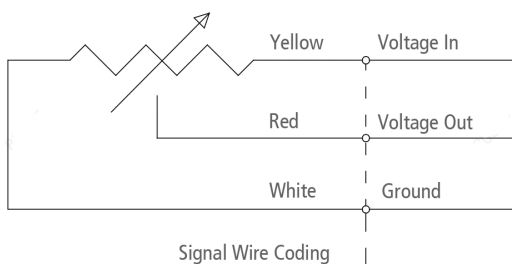 Yellow Voltage In
Red Voltage Out
White Ground
Signal Wire Coding